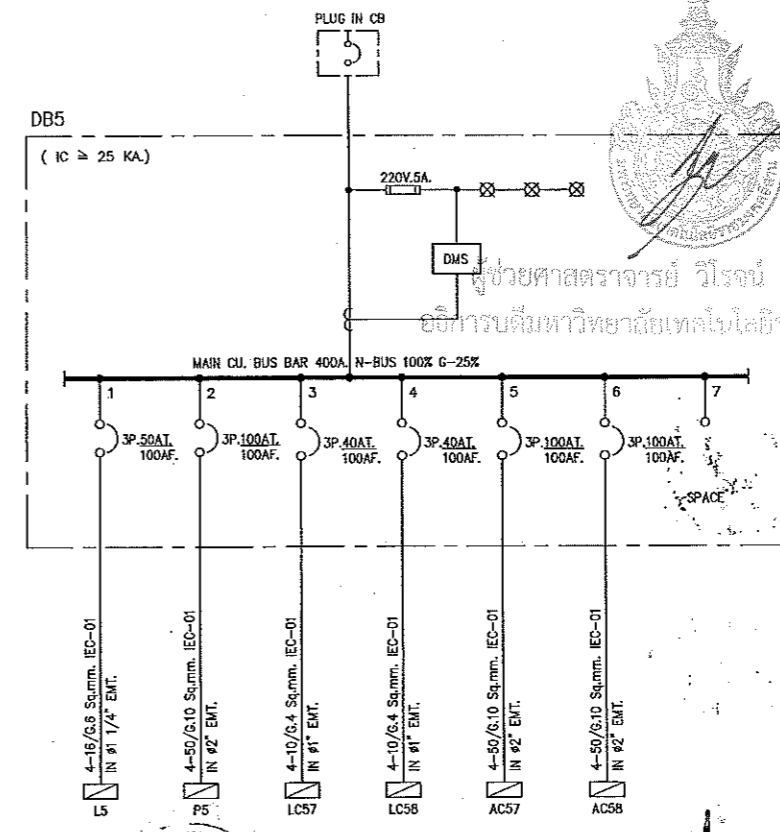 PLUG IN CB
DB5
( IC ≥ 25 KA.)
220V.5A.
DMS
ผู้ช่วยศาสตราจารย์ วิโรจน์
MAIN CU. BUS BAR 400A. N-BUS 100% G-25%
1 2 3 4 5 6 7
3P.50AT. 3P.100AT. 3P.40AT. 3P.40AT. 3P.100AT. 3P.100AT.
100AF. 100AF. 100AF. 100AF. 100AF. 100AF.
SPACE
4-16/G.6 Sq.mm. IEC-01
IN ø1 1/4" EMT.
4-50/G.10 Sq.mm. IEC-01
IN ø2" EMT.
4-10/G.4 Sq.mm. IEC-01
IN ø1" EMT.
4-10/G.4 Sq.mm. IEC-01
IN ø1" EMT.
4-50/G.10 Sq.mm. IEC-01
IN ø2" EMT.
4-50/G.10 Sq.mm. IEC-01
IN ø2" EMT.
L5 P5 LC57 LC58 AC57 AC58